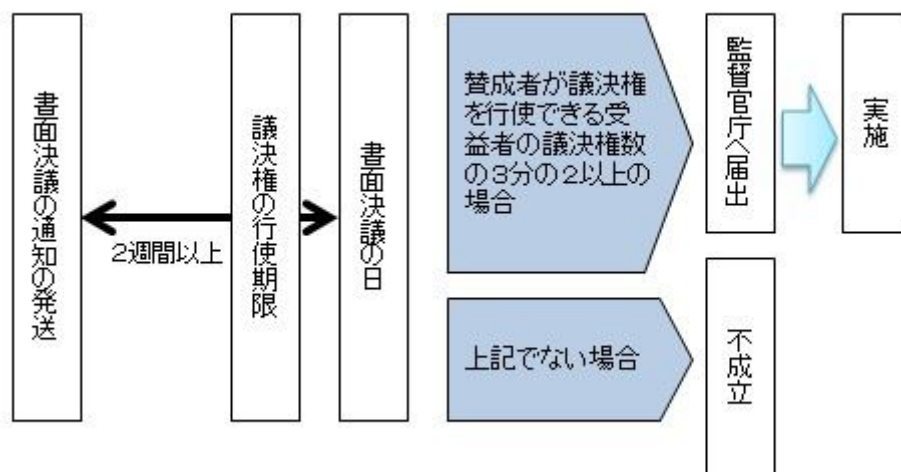 書面決議の通知の発送
2週間以上
議決権の行使期限
書面決議の日
賛成者が議決権
を行使できる受
益者の議決権数
の3分の2以上の
場合
監督官庁へ届出
実施
上記でない場合
不成立